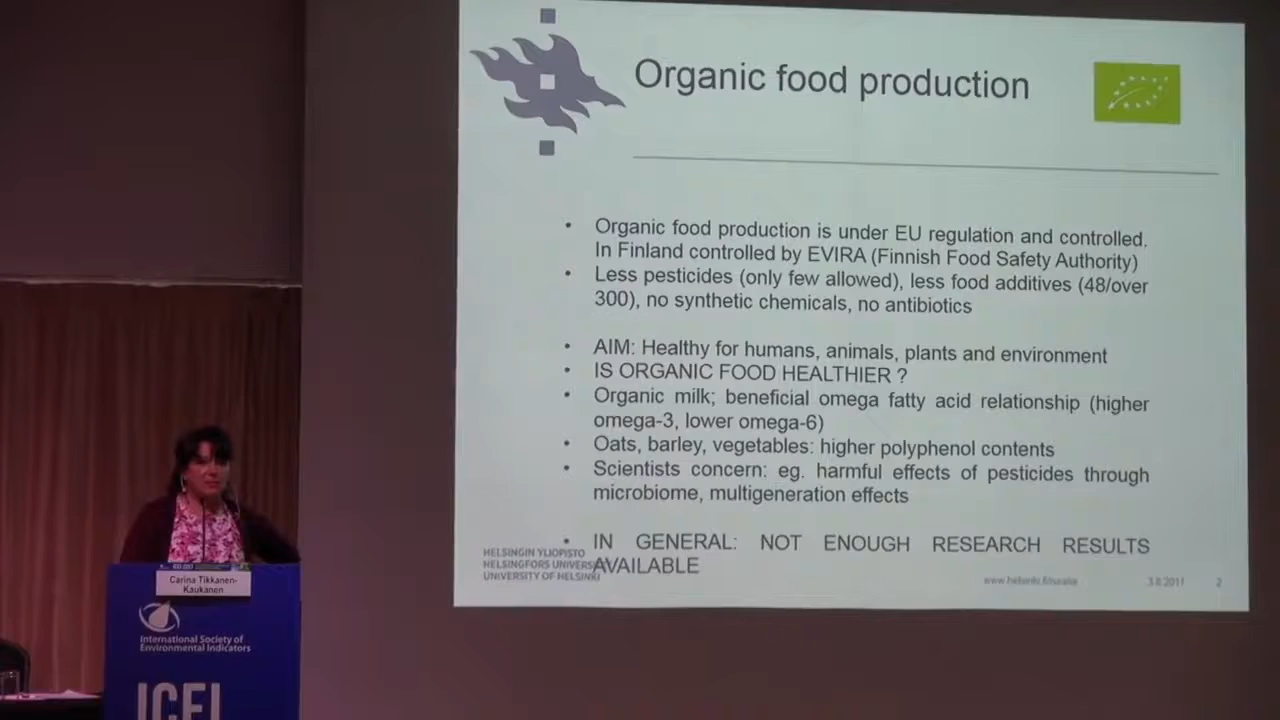 Organic food production
• Organic food production is under EU regulation and controlled.
In Finland controlled by EVIRA (Finnish Food Safety Authority)
• Less pesticides (only few allowed), less food additives (48/over
300), no synthetic chemicals, no antibiotics
• AIM: Healthy for humans, animals, plants and environment
• IS ORGANIC FOOD HEALTHIER ?
• Organic milk; beneficial omega fatty acid relationship (higher
omega-3, lower omega-6)
• Oats, barley, vegetables: higher polyphenol contents
• Scientists concern: eg. harmful effects of pesticides through
microbiome, multigeneration effects
• IN GENERAL: NOT ENOUGH RESEARCH RESULTS
AVAILABLE
HELSINGIN YLIOPISTO
HELSINGFORS UNIVERS
UNIVERSITY OF HELSINKI
2
Carina Tikkanen-
Kaukanen
International Society of
Environmental Indicators
ICEI